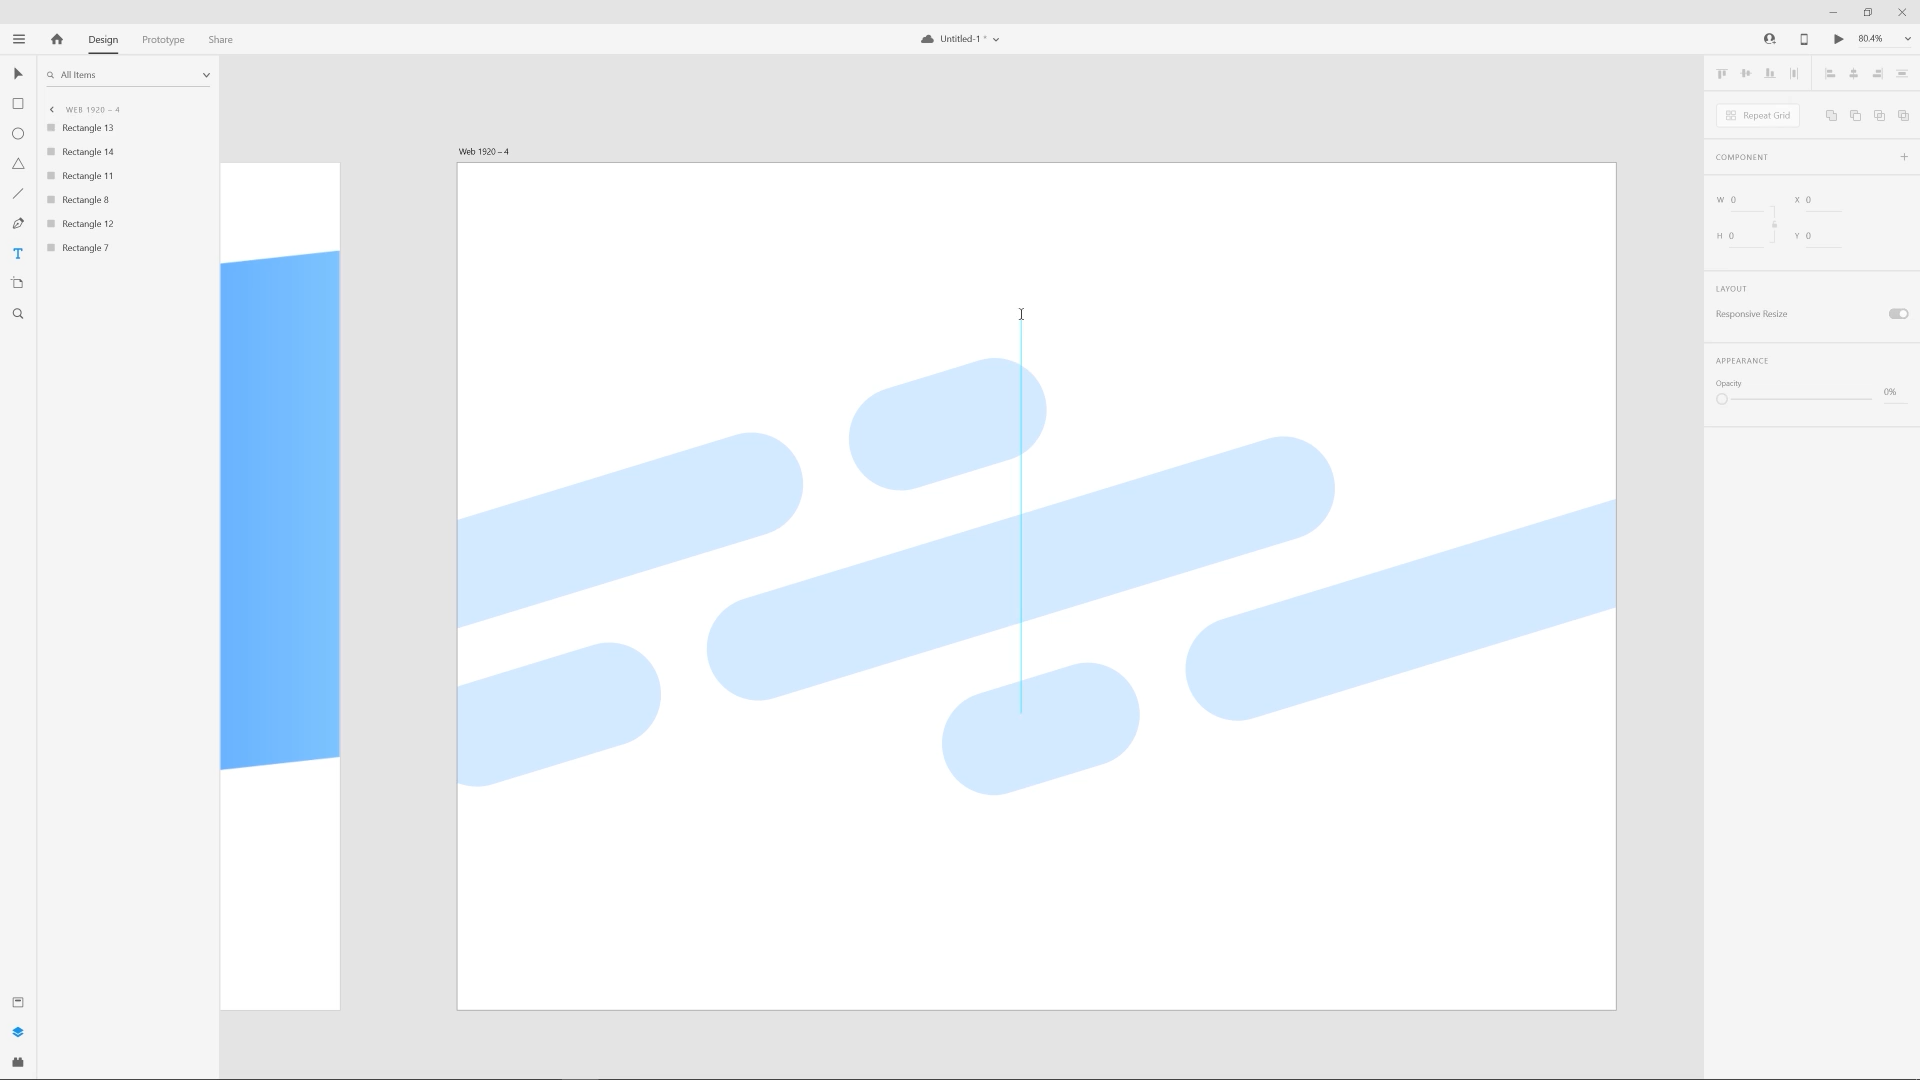 Design
Prototype
Share
Untitled-1 *
80.4%
All Items
WEB 1920 – 4
Rectangle 13
Rectangle 14
Rectangle 11
Rectangle 8
Rectangle 12
Rectangle 7
T
Web 1920 – 4
Repeat Grid
COMPONENT
W 0 X 0
H 0 Y 0
LAYOUT
Responsive Resize
APPEARANCE
Opacity
0%